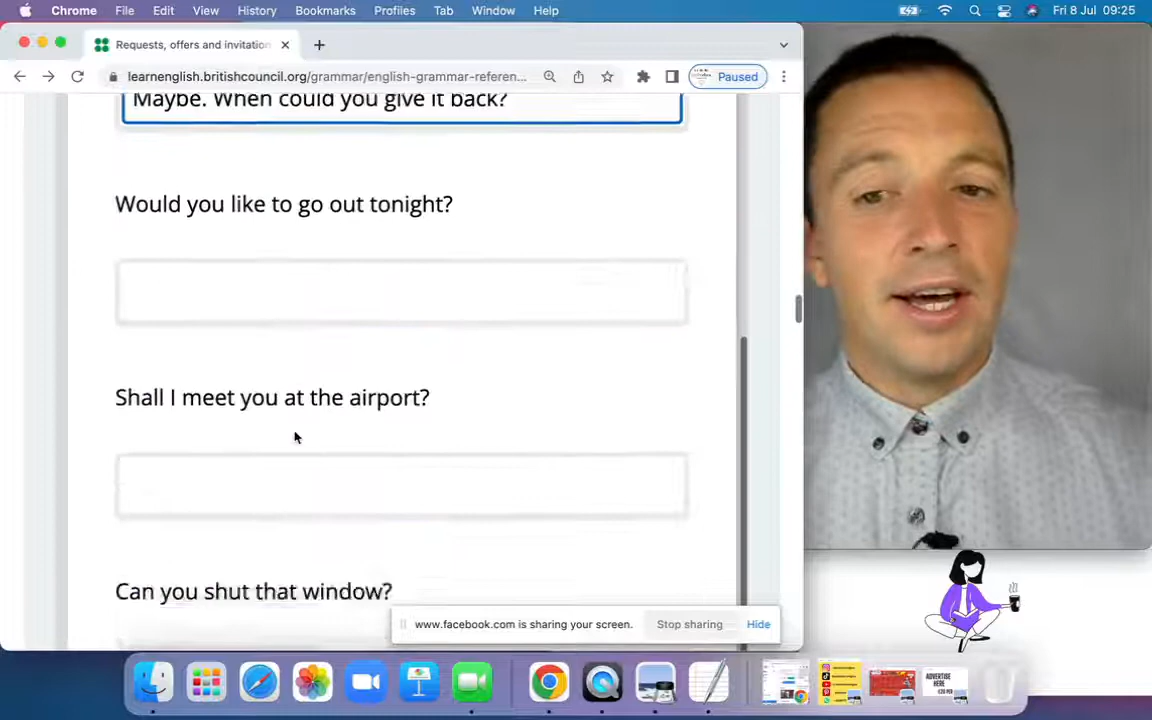 Chrome File Edit View History Bookmarks Profiles Tab Window Help Fri 8 Jul 09:25
Requests, offers and invitation
learnenglish.britishcouncil.org/grammar/english-grammar-referen... Paused
Maybe. When could you give it back?
Would you like to go out tonight?
Shall I meet you at the airport?
Can you shut that window?
www.facebook.com is sharing your screen. Stop sharing Hide
ADVERTISE
HERE